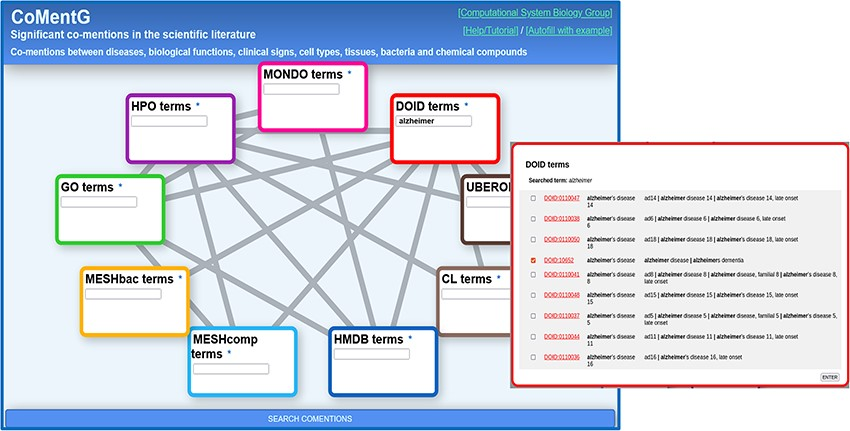 CoMentG
Significant co-mentions in the scientific literature
Co-mentions between diseases, biological functions, clinical signs, cell types, tissues, bacteria and chemical compounds
[Computational System Biology Group]
[Help/Tutorial] / [Autofill with example]
MONDO terms *
HPO terms *
DOID terms *
alzheimer
GO terms *
UBERO
MESHbac terms *
CL terms *
MESHcomp
terms *
HMDB terms *
SEARCH COMENTIONS
DOID terms
Searched term: alzheimer
DOID:0110047 alzheimer's disease ad14 | alzheimer disease 14 | alzheimer's disease 14, late onset
14
DOID:0110038 alzheimer's disease ad6 | alzheimer disease 6 | alzheimer disease 6, late onset
6
DOID:0110050 alzheimer's disease ad18 | alzheimer disease 18 | alzheimer's disease 18, late onset
18
DOID:10652 alzheimer's disease alzheimer disease | alzheimers dementia
DOID:0110041 alzheimer's disease ad8 | alzheimer disease 8 | alzheimer disease, familial 8 | alzheimer's disease 8,
8 late onset
DOID:0110048 alzheimer's disease ad15 | alzheimer disease 15 | alzheimer's disease 15, late onset
15
DOID:0110037 alzheimer's disease ad5 | alzheimer disease 5 | alzheimer disease, familial 5 | alzheimer's disease 5,
5 late onset
DOID:0110044 alzheimer's disease ad11 | alzheimer disease 11 | alzheimer's disease 11, late onset
11
DOID:0110036 alzheimer's disease ad16 | alzheimer's disease 16, late onset
16
ENTER